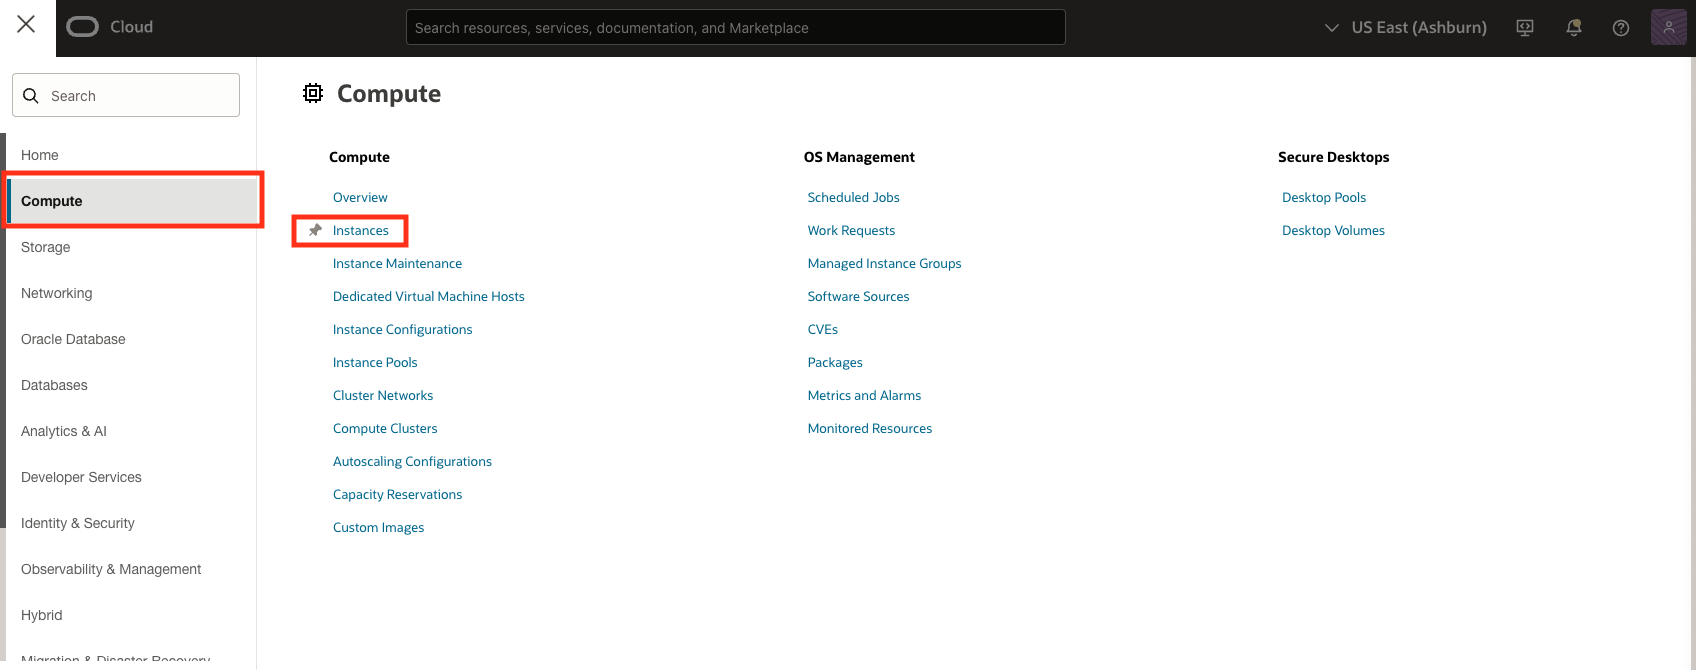 Cloud
Search resources, services, documentation, and Marketplace
US East (Ashburn)
Search
Home
Compute
Storage
Networking
Oracle Database
Databases
Analytics & AI
Developer Services
Identity & Security
Observability & Management
Hybrid
Migration & Disaster Recovery
Compute
Compute
Overview
Instances
Instance Maintenance
Dedicated Virtual Machine Hosts
Instance Configurations
Instance Pools
Cluster Networks
Compute Clusters
Autoscaling Configurations
Capacity Reservations
Custom Images
OS Management
Scheduled Jobs
Work Requests
Managed Instance Groups
Software Sources
CVEs
Packages
Metrics and Alarms
Monitored Resources
Secure Desktops
Desktop Pools
Desktop Volumes